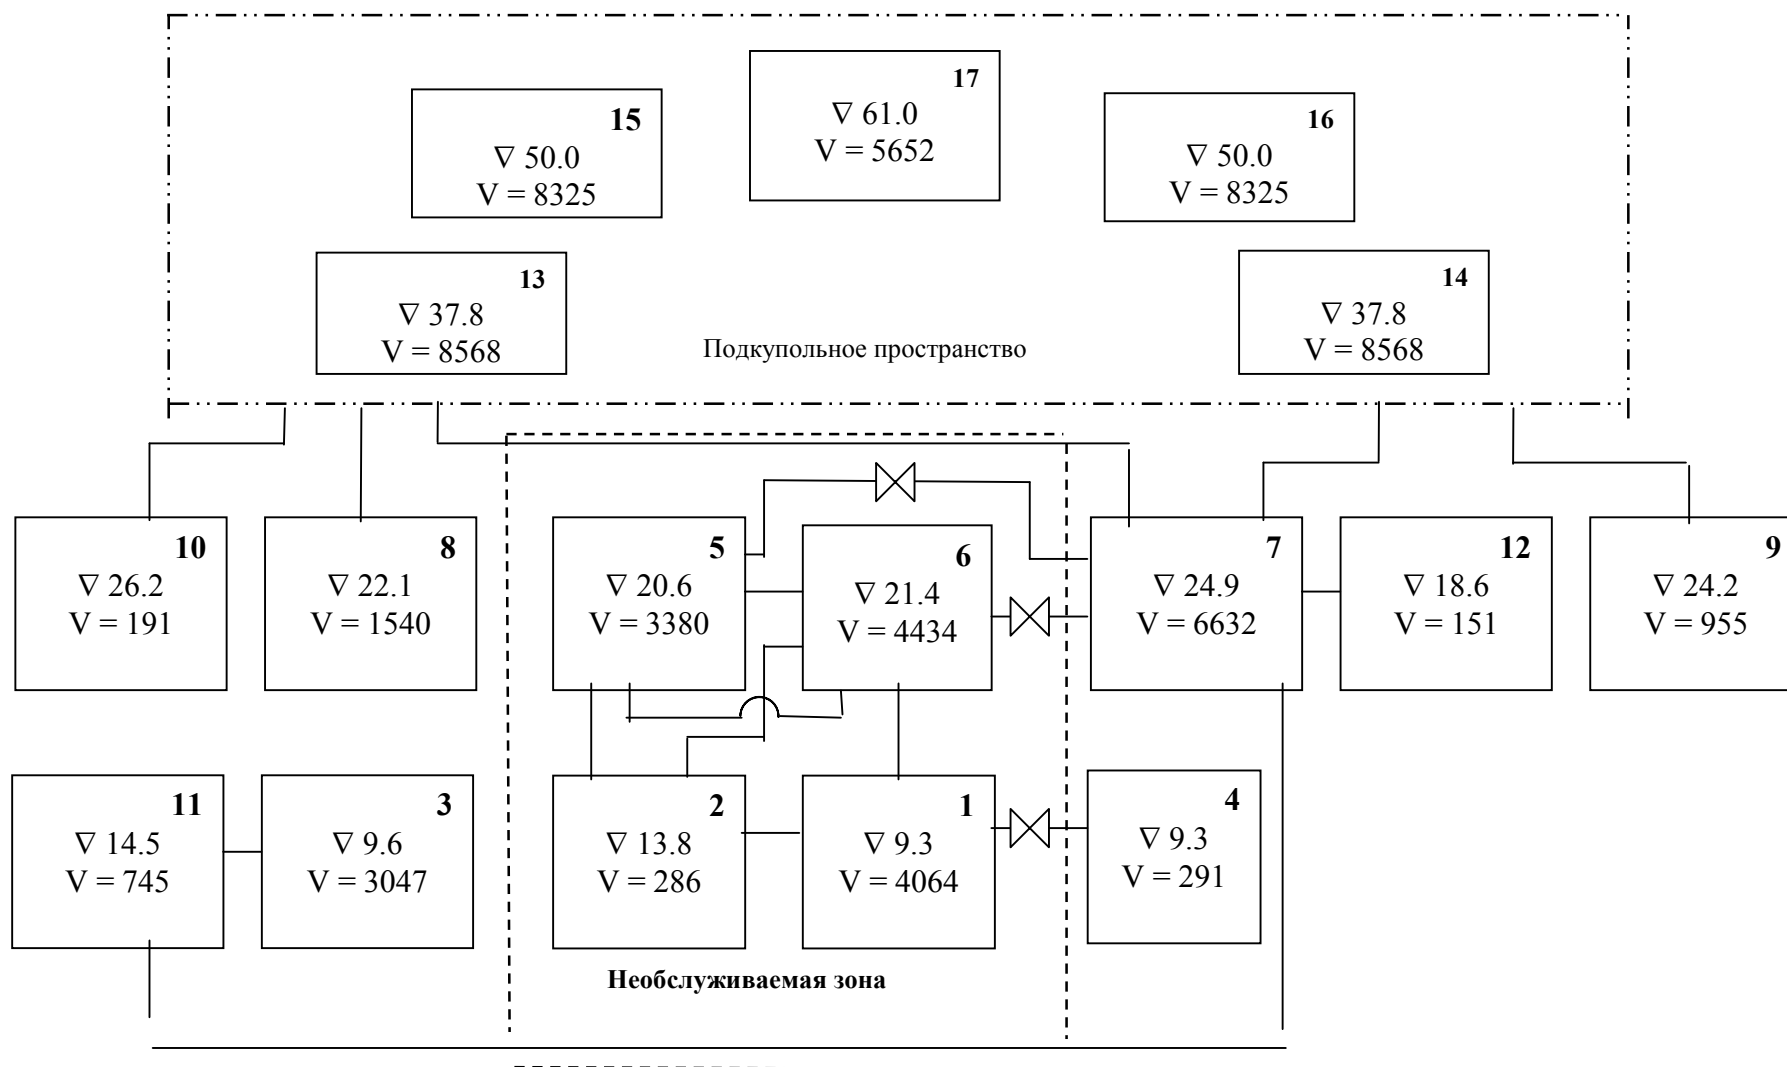 17
∇ 61.0
V = 5652
15
∇ 50.0
V = 8325
16
∇ 50.0
V = 8325
13
∇ 37.8
V = 8568
14
∇ 37.8
V = 8568
Подкупольное пространство
10
∇ 26.2
V = 191
8
∇ 22.1
V = 1540
5
∇ 20.6
V = 3380
6
∇ 21.4
V = 4434
7
∇ 24.9
V = 6632
12
∇ 18.6
V = 151
9
∇ 24.2
V = 955
11
∇ 14.5
V = 745
3
∇ 9.6
V = 3047
2
∇ 13.8
V = 286
1
∇ 9.3
V = 4064
4
∇ 9.3
V = 291
Необслуживаемая зона